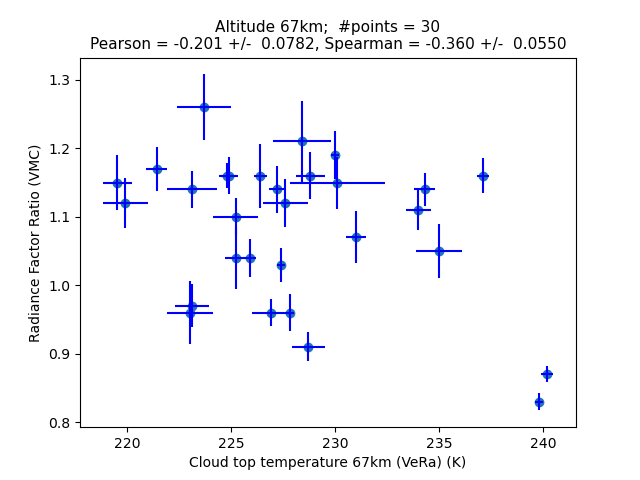 Altitude 67km;  #points = 30
Pearson = -0.201 +/-  0.0782, Spearman = -0.360 +/-  0.0550
1.3
1.2
1.1
1.0
0.9
0.8
Radiance Factor Ratio (VMC)
220 225 230 235 240
Cloud top temperature 67km (VeRa) (K)